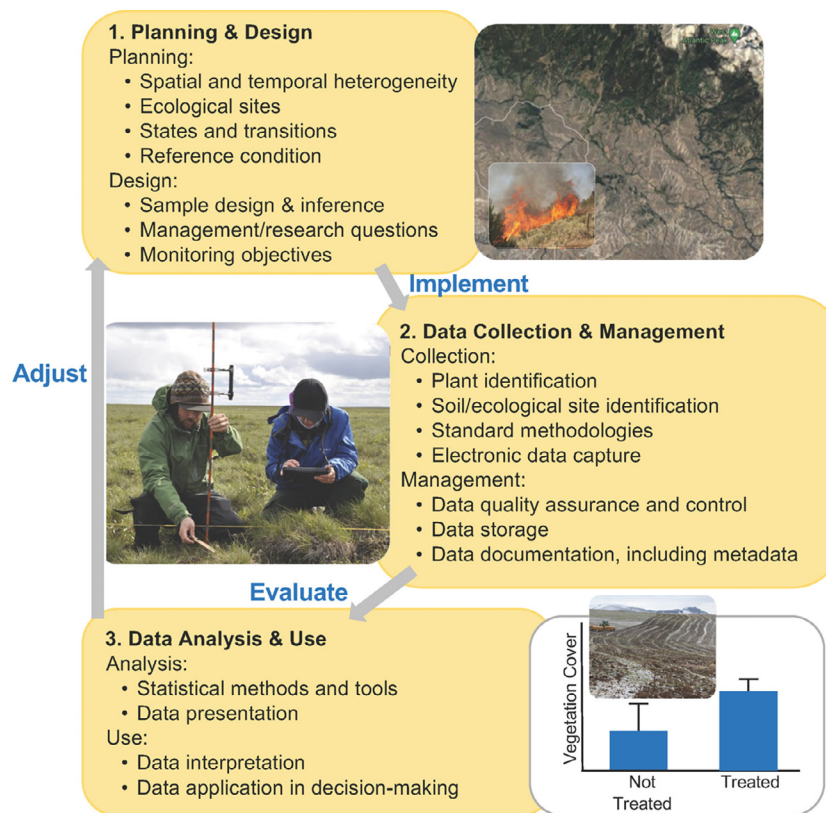 1. Planning & Design
Planning:
• Spatial and temporal heterogeneity
• Ecological sites
• States and transitions
• Reference condition
Design:
• Sample design & inference
• Management/research questions
• Monitoring objectives
Implement
Adjust
2. Data Collection & Management
Collection:
• Plant identification
• Soil/ecological site identification
• Standard methodologies
• Electronic data capture
Management:
• Data quality assurance and control
• Data storage
• Data documentation, including metadata
Evaluate
3. Data Analysis & Use
Analysis:
• Statistical methods and tools
• Data presentation
Use:
• Data interpretation
• Data application in decision-making
Vegetation Cover
Not
Treated
Treated